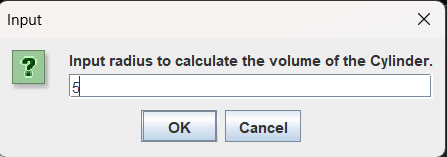 Input
Input radius to calculate the volume of the Cylinder.
5
OK
Cancel